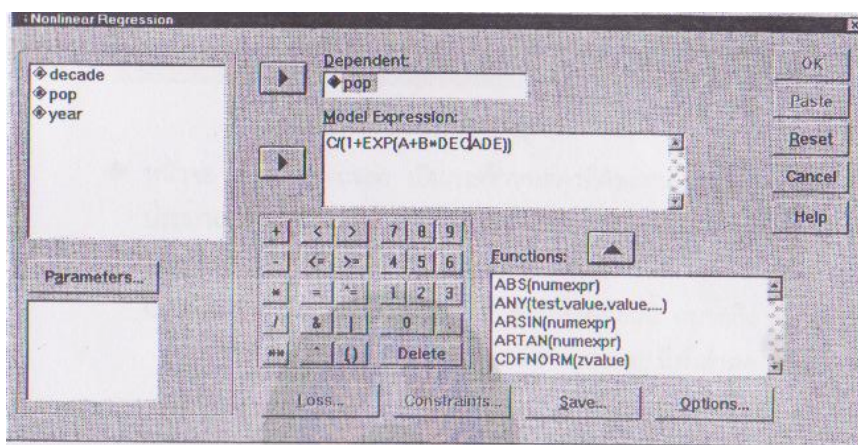 Nonlinear Regression
decade
pop
year
Parameters...
Dependent:
pop
Model Expression:
C/(1+EXP(A+B*DECADE))
+ < > 7 8 9
- <= >= 4 5 6
* = ~= 1 2 3
/ & | 0 .
** ~ () Delete
Functions:
ABS(numexpr)
ANY(test,value,value,...)
ARSIN(numexpr)
ARTAN(numexpr)
CDFNORM(zvalue)
Loss... Constraints... Save... Options...
OK
Paste
Reset
Cancel
Help